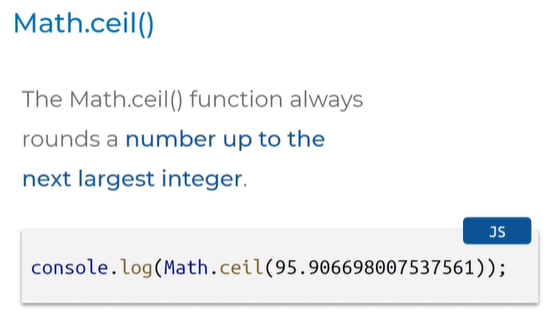 Math.ceil()
The Math.ceil() function always
rounds a number up to the
next largest integer.
JS
console.log(Math.ceil(95.906698007537561));